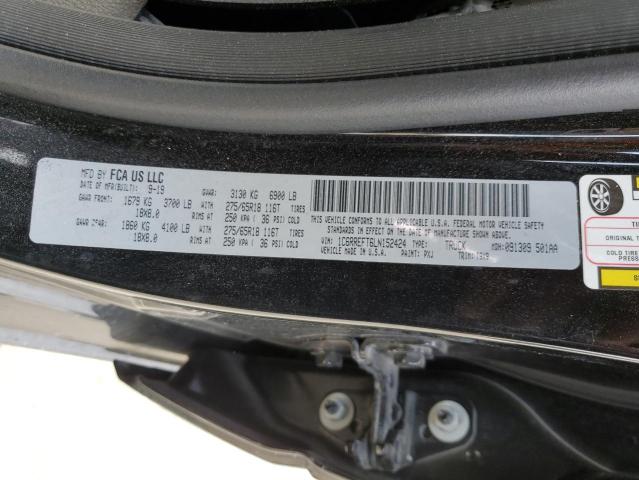 MFD BY FCA US LLC
DATE OF MFR(BUILT): 9-19 GVWR: 3130 KG 6900 LB
GAWR FRONT: 1679 KG 3700 LB WITH 275/65R18 116T TIRES
18X8.0 RIMS AT 250 KPA( 36 PSI) COLD
GAWR REAR: 1860 KG 4100 LB WITH 275/65R18 116T TIRES
18X8.0 RIMS AT 250 KPA( 36 PSI) COLD
THIS VEHICLE CONFORMS TO ALL APPLICABLE U.S.A. FEDERAL MOTOR VEHICLE SAFETY
STANDARDS IN EFFECT ON THE DATE OF MANUFACTURE SHOWN ABOVE.
VIN: 1C6RREFT6LN152424 TYPE: TRUCK MDH:091309 501AA
VEHICLE MADE IN U.S.A. PAINT: PXJ TRIM:
ORIGINAL T
COLD TIRE
PRESS